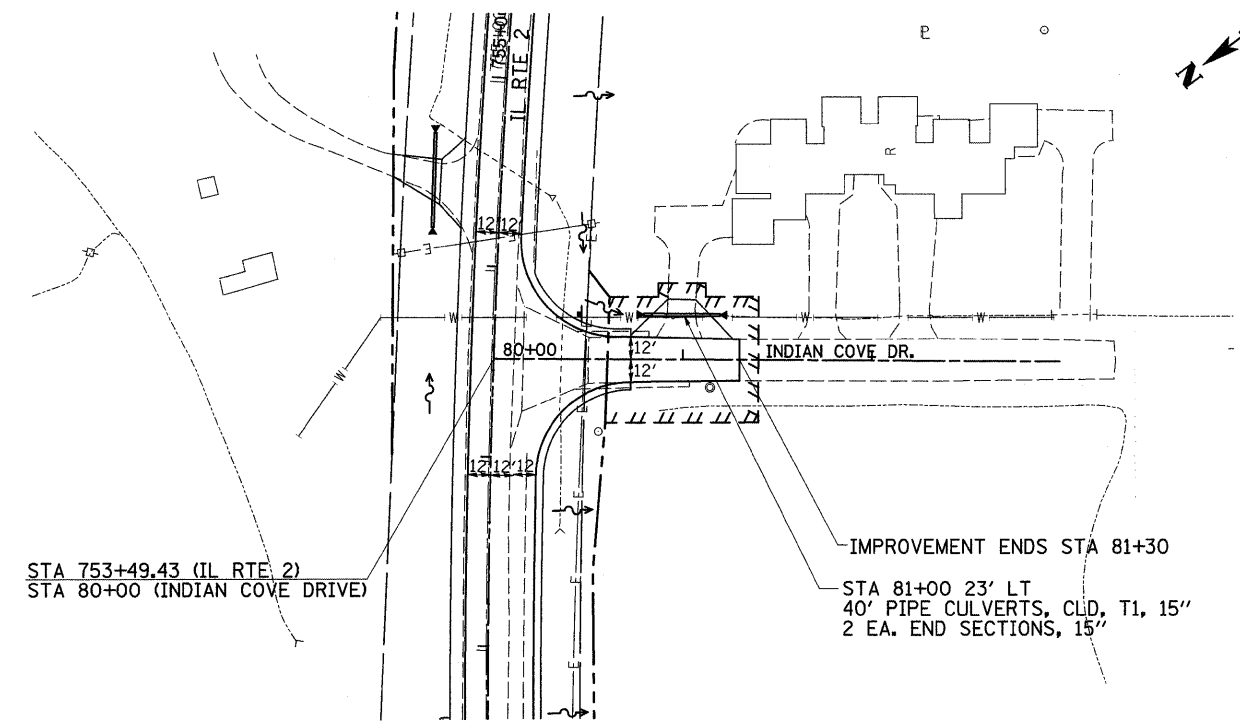 IL RTE 2
P
N
R
12' 12'
E
E
E
W
W
W
W
W
80+00
12'
12'
INDIAN COVE DR.
12' 12' 12
E
IMPROVEMENT ENDS STA 81+30
STA 753+49.43 (IL RTE 2)
STA 80+00 (INDIAN COVE DRIVE)
STA 81+00 23' LT
40' PIPE CULVERTS, CLD, T1, 15"
2 EA. END SECTIONS, 15"
E
E